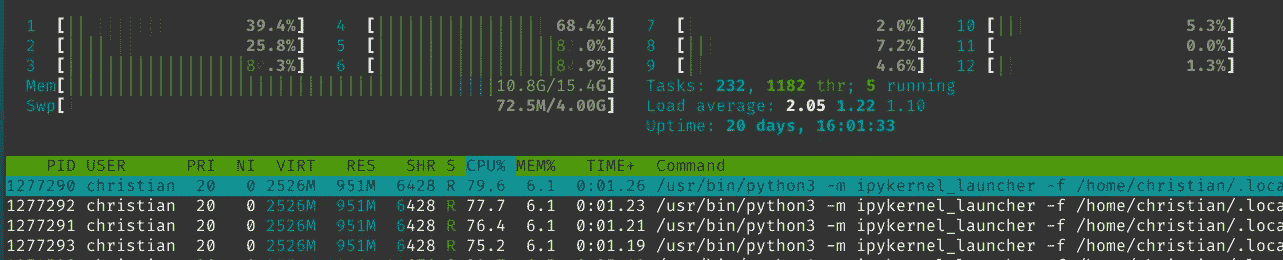 1 [39.4%] 4 [68.4%] 7 [2.0%] 10 [5.3%]
2 [25.8%] 5 [.0%] 8 [7.2%] 11 [0.0%]
3 [.3%] 6 [.9%] 9 [4.6%] 12 [1.3%]
Mem[10.8G/15.4G] Tasks: 232, 1182 thr; 5 running
Swp[72.5M/4.00G] Load average: 2.05 1.22 1.10
Uptime: 20 days, 16:01:33
PID USER PRI NI VIRT RES SHR S CPU% MEM% TIME+ Command
1277290 christian 20 0 2526M 951M 6428 R 79.6 6.1 0:01.26 /usr/bin/python3 -m ipykernel_launcher -f /home/christian/.loca
1277292 christian 20 0 2526M 951M 6428 R 77.7 6.1 0:01.23 /usr/bin/python3 -m ipykernel_launcher -f /home/christian/.loca
1277291 christian 20 0 2526M 951M 6428 R 76.4 6.1 0:01.21 /usr/bin/python3 -m ipykernel_launcher -f /home/christian/.loca
1277293 christian 20 0 2526M 951M 6428 R 75.2 6.1 0:01.19 /usr/bin/python3 -m ipykernel_launcher -f /home/christian/.loca